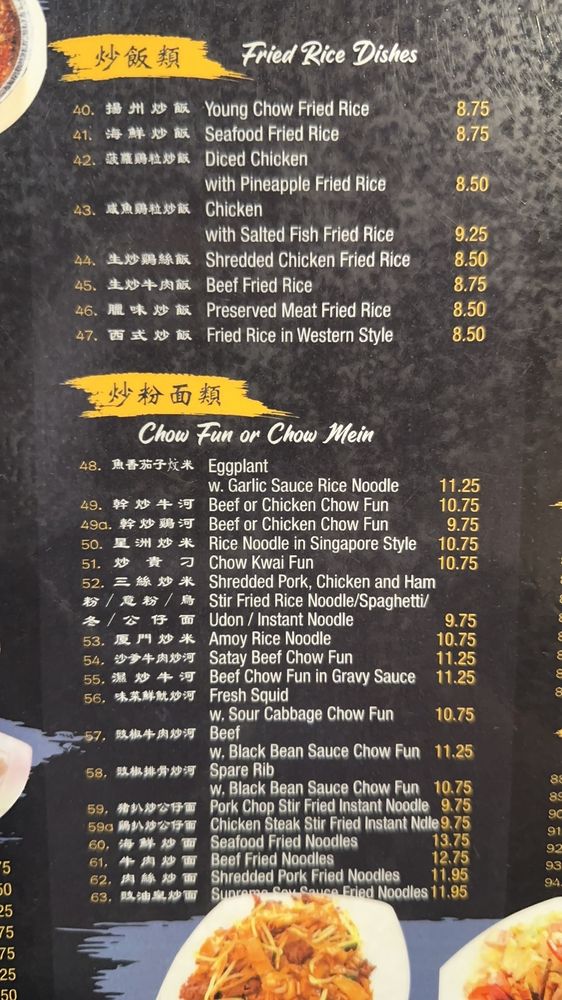 炒飯類 Fried Rice Dishes
40. 揚州炒飯 Young Chow Fried Rice 8.75
41. 海鮮炒飯 Seafood Fried Rice 8.75
42. 菠蘿鷄粒炒飯 Diced Chicken
with Pineapple Fried Rice 8.50
43. 咸魚鷄粒炒飯 Chicken
with Salted Fish Fried Rice 9.25
44. 生炒鷄絲飯 Shredded Chicken Fried Rice 8.50
45. 生炒牛肉飯 Beef Fried Rice 8.75
46. 臘味炒飯 Preserved Meat Fried Rice 8.50
47. 西式炒飯 Fried Rice in Western Style 8.50
炒粉面類
Chow Fun or Chow Mein
48. 魚香茄子炆米 Eggplant
w. Garlic Sauce Rice Noodle 11.25
49. 幹炒牛河 Beef or Chicken Chow Fun 10.75
49a. 幹炒鷄河 Beef or Chicken Chow Fun 9.75
50. 星洲炒米 Rice Noodle in Singapore Style 10.75
51. 炒貴刁 Chow Kwai Fun 10.75
52. 三絲炒米 Shredded Pork, Chicken and Ham
粉/意粉/烏 Stir Fried Rice Noodle/Spaghetti/
冬/公仔面 Udon / Instant Noodle 9.75
53. 厦門炒米 Amoy Rice Noodle 10.75
54. 沙爹牛肉炒河 Satay Beef Chow Fun 11.25
55. 濕炒牛河 Beef Chow Fun in Gravy Sauce 11.25
56. 味菜鮮魷炒河 Fresh Squid
w. Sour Cabbage Chow Fun 10.75
57. 豉椒牛肉炒河 Beef
w. Black Bean Sauce Chow Fun 11.25
58. 豉椒排骨炒河 Spare Rib
w. Black Bean Sauce Chow Fun 10.75
59. 猪扒炒公仔面 Pork Chop Stir Fried Instant Noodle 9.75
59a 鷄扒炒公仔面 Chicken Steak Stir Fried Instant Ndle 9.75
60. 海鮮炒面 Seafood Fried Noodles 13.75
61. 牛肉炒面 Beef Fried Noodles 12.75
62. 肉絲炒面 Shredded Pork Fried Noodles 11.95
63. 豉油皇炒面 Supreme Soy Sauce Fried Noodles 11.95